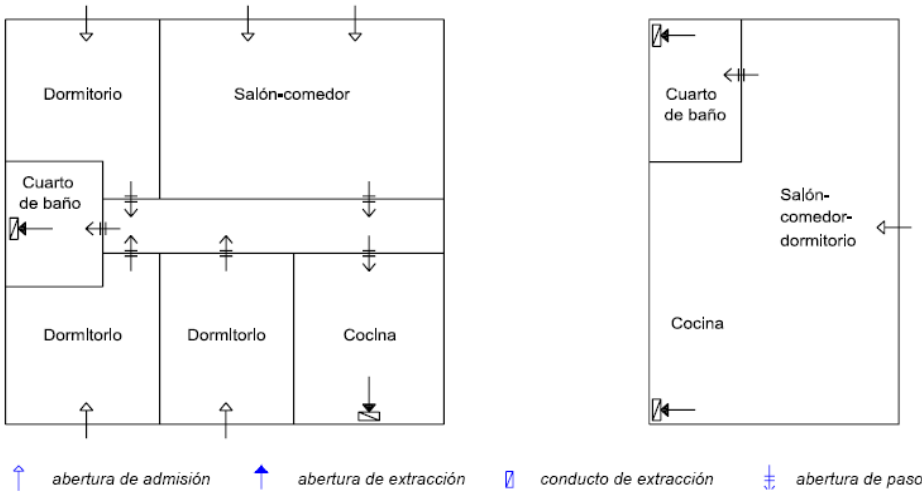 Dormitorio
Salón-comedor
Cuarto
de baño
Dormitorio
Dormitorio
Cocina
Cuarto
de baño
Salón-
comedor-
dormitorio
Cocina
abertura de admisión
abertura de extracción
conducto de extracción
abertura de paso